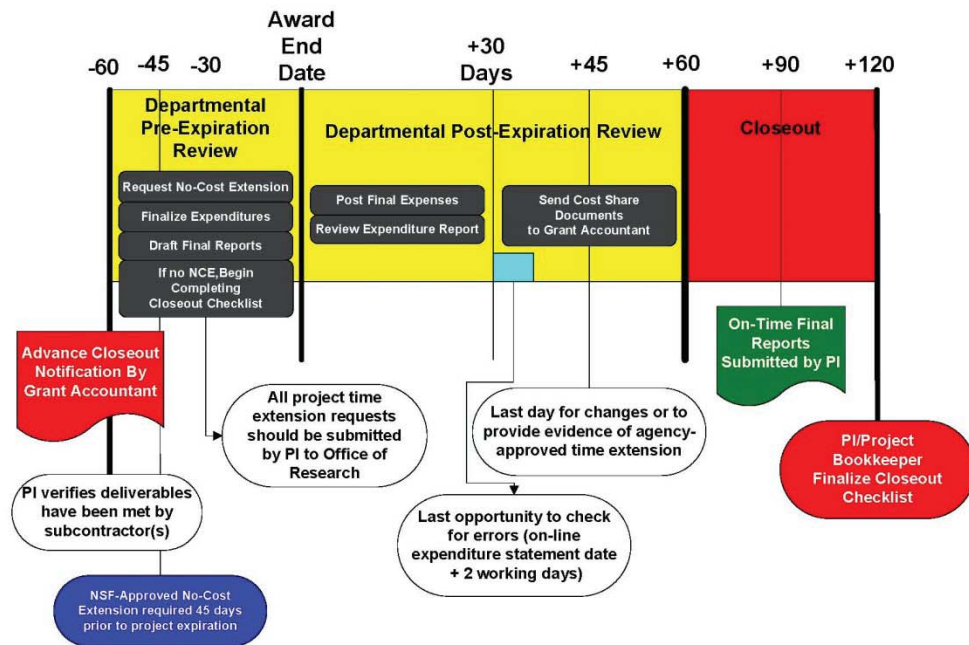 Award
End
Date
+30
Days
-60
-45
-30
+45
+60
+90
+120
Departmental
Pre-Expiration
Review
Departmental Post-Expiration Review
Closeout
Request No-Cost Extension
Finalize Expenditures
Draft Final Reports
If no NCE,Begin
Completing
Closeout Checklist
Post Final Expenses
Review Expenditure Report
Send Cost Share
Documents
to Grant Accountant
Advance Closeout
Notification By
Grant Accountant
On-Time Final
Reports
Submitted by PI
All project time
extension requests
should be submitted
by PI to Office of
Research
Last day for changes or to
provide evidence of agency-
approved time extension
PI/Project
Bookkeeper
Finalize Closeout
Checklist
PI verifies deliverables
have been met by
subcontractor(s)
Last opportunity to check
for errors (on-line
expenditure statement date
+ 2 working days)
NSF-Approved No-Cost
Extension required 45 days
prior to project expiration